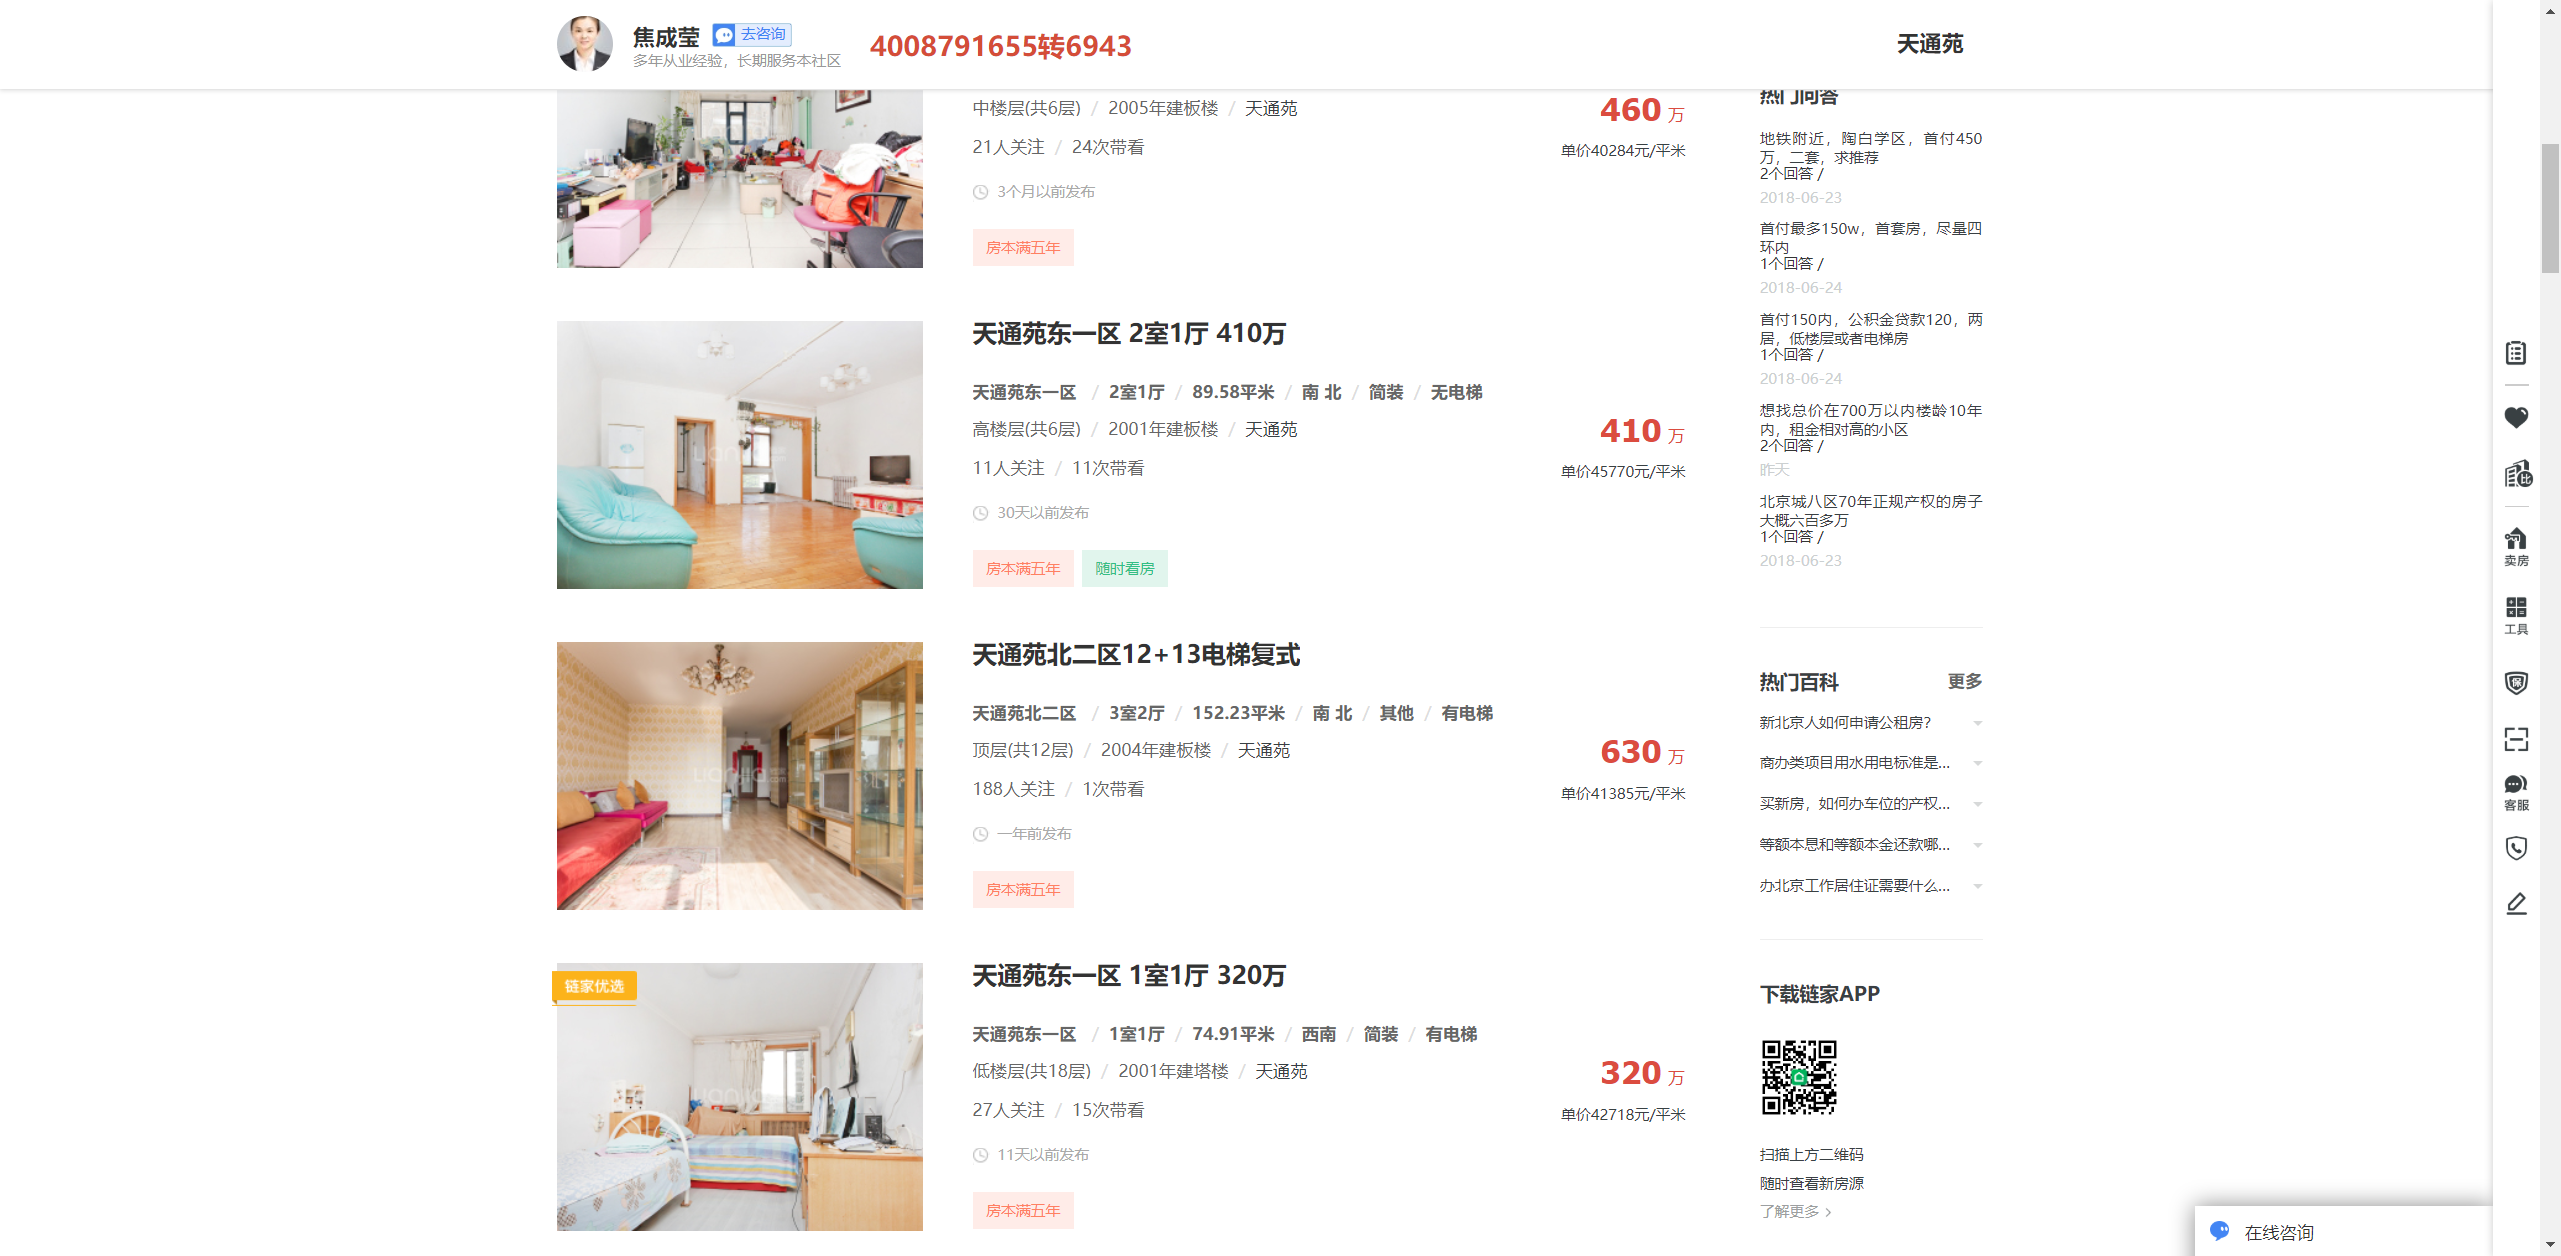 焦成莹 去咨询
多年从业经验，长期服务本社区
4008791655转6943
天通苑
中楼层(共6层) / 2005年建板楼 / 天通苑
21人关注 / 24次带看
3个月以前发布
房本满五年
460 万
单价40284元/平米
天通苑东一区 2室1厅 410万
天通苑东一区 / 2室1厅 / 89.58平米 / 南 北 / 简装 / 无电梯
高楼层(共6层) / 2001年建板楼 / 天通苑
11人关注 / 11次带看
30天以前发布
房本满五年 随时看房
410 万
单价45770元/平米
天通苑北二区12+13电梯复式
天通苑北二区 / 3室2厅 / 152.23平米 / 南 北 / 其他 / 有电梯
顶层(共12层) / 2004年建板楼 / 天通苑
188人关注 / 1次带看
一年前发布
房本满五年
630 万
单价41385元/平米
链家优选
天通苑东一区 1室1厅 320万
天通苑东一区 / 1室1厅 / 74.91平米 / 西南 / 简装 / 有电梯
低楼层(共18层) / 2001年建塔楼 / 天通苑
27人关注 / 15次带看
11天以前发布
房本满五年
320 万
单价42718元/平米
热门问答
地铁附近，陶白学区，首付450
万，二套，求推荐
2个回答 /
2018-06-23
首付最多150w，首套房，尽量四
环内
1个回答 /
2018-06-24
首付150内，公积金贷款120，两
居，低楼层或者电梯房
1个回答 /
2018-06-24
想找总价在700万以内楼龄10年
内，租金相对高的小区
2个回答 /
昨天
北京城八区70年正规产权的房子
大概六百多万
1个回答 /
2018-06-23
热门百科 更多
新北京人如何申请公租房？
商办类项目用水用电标准是...
买新房，如何办车位的产权...
等额本息和等额本金还款哪...
办北京工作居住证需要什么...
下载链家APP
扫描上方二维码
随时查看新房源
了解更多 >
比
卖房
工具
保
客服
在线咨询